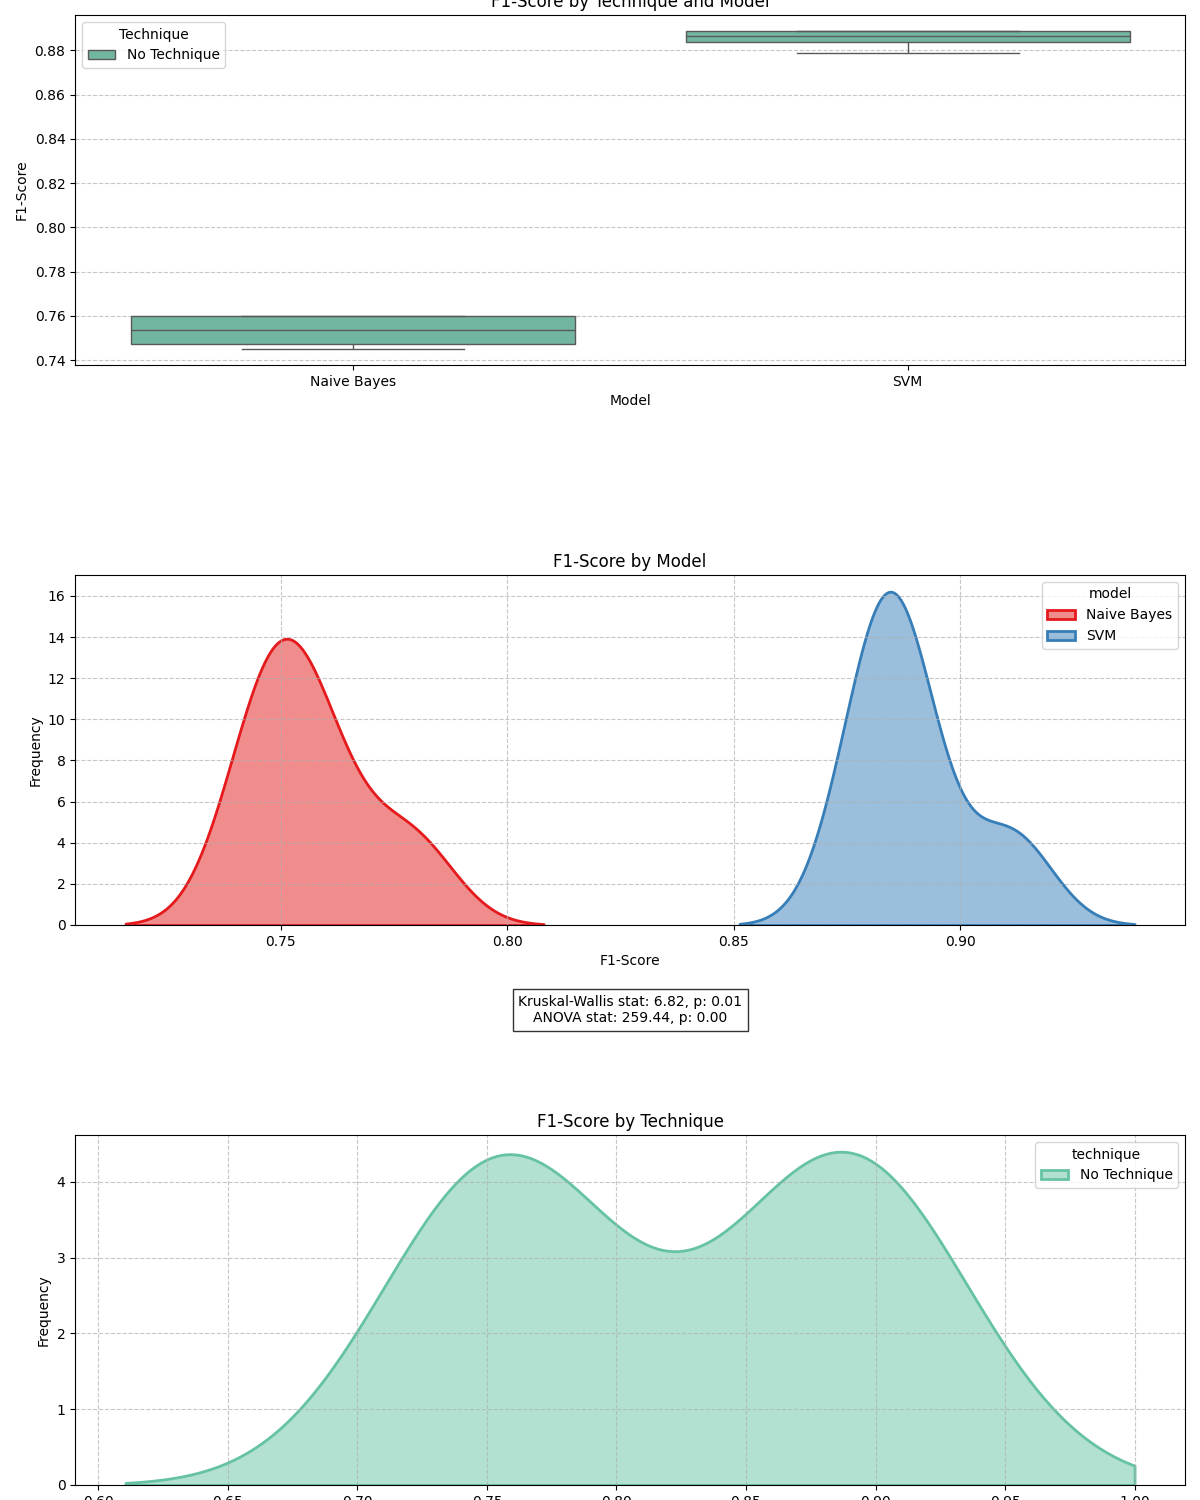 F1-Score by Technique and Model
Technique
No Technique
0.88
0.86
0.84
0.82
0.80
0.78
0.76
0.74
F1-Score
Naive Bayes SVM
Model
F1-Score by Model
model
Naive Bayes
SVM
16
14
12
10
8
6
4
2
0
Frequency
0.75 0.80 0.85 0.90
F1-Score
Kruskal-Wallis stat: 6.82, p: 0.01
ANOVA stat: 259.44, p: 0.00
F1-Score by Technique
technique
No Technique
4
3
2
1
0
Frequency
0.60 0.65 0.70 0.75 0.80 0.85 0.90 0.95 1.00